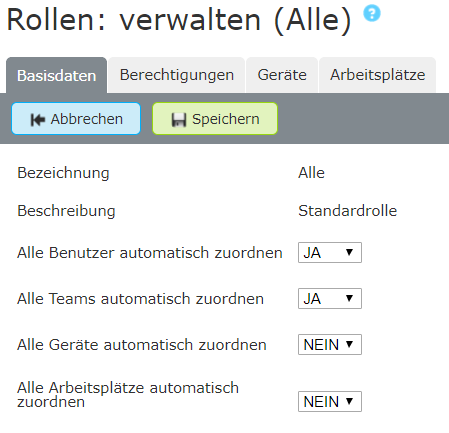 Rollen: verwalten (Alle) ?
Basisdaten Berechtigungen Geräte Arbeitsplätze
Abbrechen Speichern
Bezeichnung Alle
Beschreibung Standardrolle
Alle Benutzer automatisch zuordnen JA
Alle Teams automatisch zuordnen JA
Alle Geräte automatisch zuordnen NEIN
Alle Arbeitsplätze automatisch
zuordnen NEIN